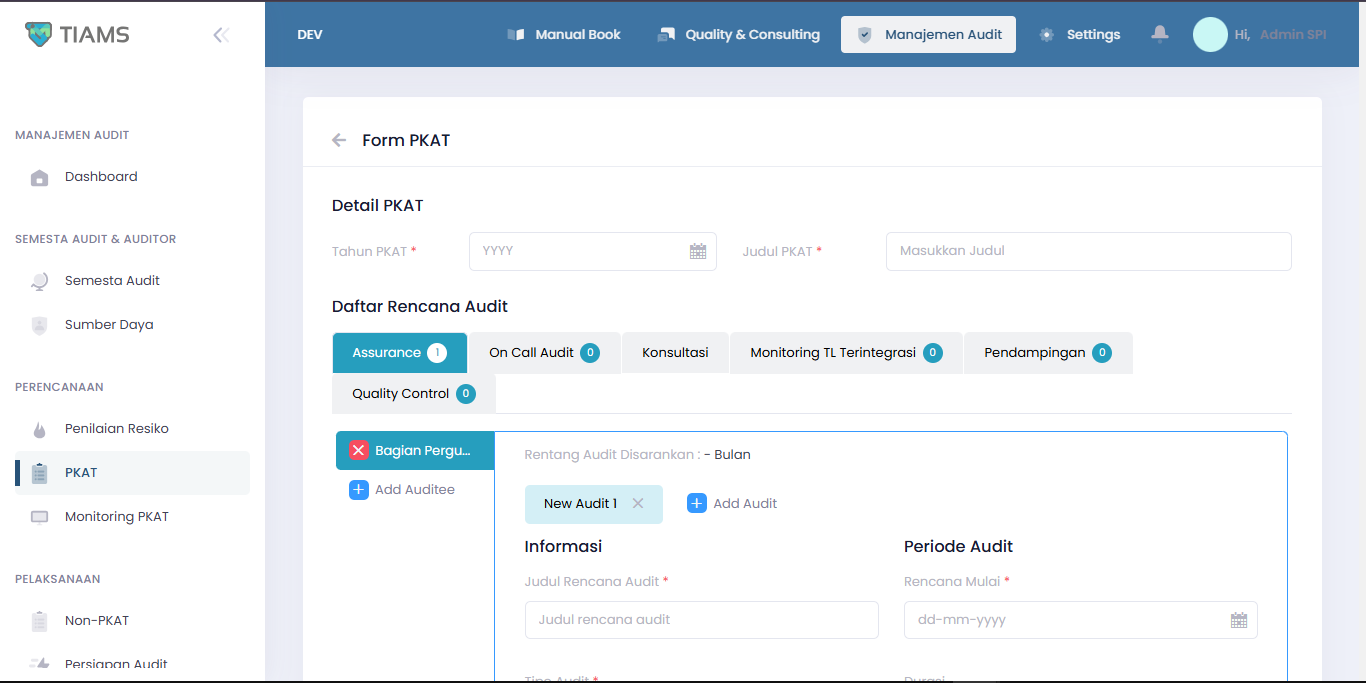 TIAMS
DEV
Manual Book
Quality & Consulting
Manajemen Audit
Settings
Hi, Admin SPI
MANAJEMEN AUDIT
Dashboard
SEMESTA AUDIT & AUDITOR
Semesta Audit
Sumber Daya
PERENCANAAN
Penilaian Resiko
PKAT
Monitoring PKAT
PELAKSANAAN
Non-PKAT
Persiapan Audit
Form PKAT
Detail PKAT
Tahun PKAT *
YYYY
Judul PKAT *
Masukkan Judul
Daftar Rencana Audit
Assurance 1
On Call Audit 0
Konsultasi
Monitoring TL Terintegrasi 0
Pendampingan 0
Quality Control 0
Bagian Pergu...
Add Auditee
Rentang Audit Disarankan : - Bulan
New Audit 1
Add Audit
Informasi
Judul Rencana Audit *
Judul rencana audit
Tipe Audit *
Periode Audit
Rencana Mulai *
dd-mm-yyyy
Durasi